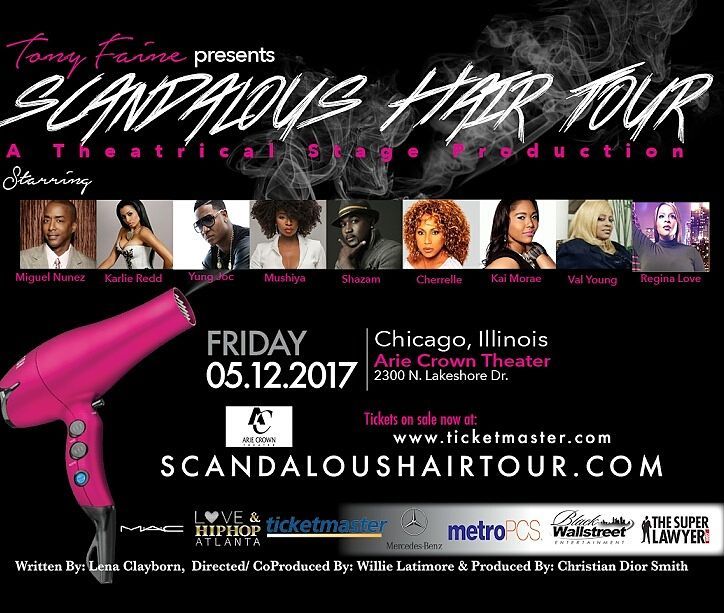 Tony Faine presents
SCANDALOUS HAIR TOUR
A Theatrical Stage Production
Starring
Miguel Nunez Karlie Redd Yung Joc Mushiya Shazam Cherrelle Kai Morae Val Young Regina Love
FRIDAY
05.12.2017
Chicago, Illinois
Arie Crown Theater
2300 N. Lakeshore Dr.
AC
ARIE CROWN
THEATER
Tickets on sale now at:
www.ticketmaster.com
SCANDALOUSHAIRTOUR.COM
MAC
LOVE &
HIPHOP
ATLANTA
ticketmaster
Mercedes-Benz
metroPCS.
Black
Wallstreet
ENTERTAINMENT
THE SUPER
LAWYER
Written By: Lena Clayborn, Directed/ CoProduced By: Willie Latimore & Produced By: Christian Dior Smith